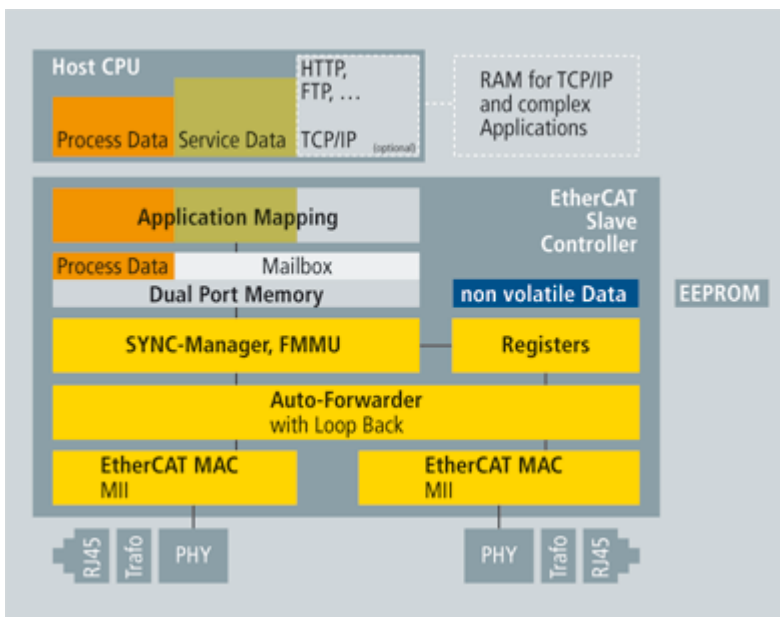 Host CPU
HTTP,
FTP, ...
Process Data
Service Data
TCP/IP
(optional)
RAM for TCP/IP
and complex
Applications
Application Mapping
EtherCAT
Slave
Controller
Process Data
Mailbox
Dual Port Memory
non volatile Data
EEPROM
SYNC-Manager, FMMU
Registers
Auto-Forwarder
with Loop Back
EtherCAT MAC
MII
EtherCAT MAC
MII
RJ45
Trafo
PHY
PHY
Trafo
RJ45